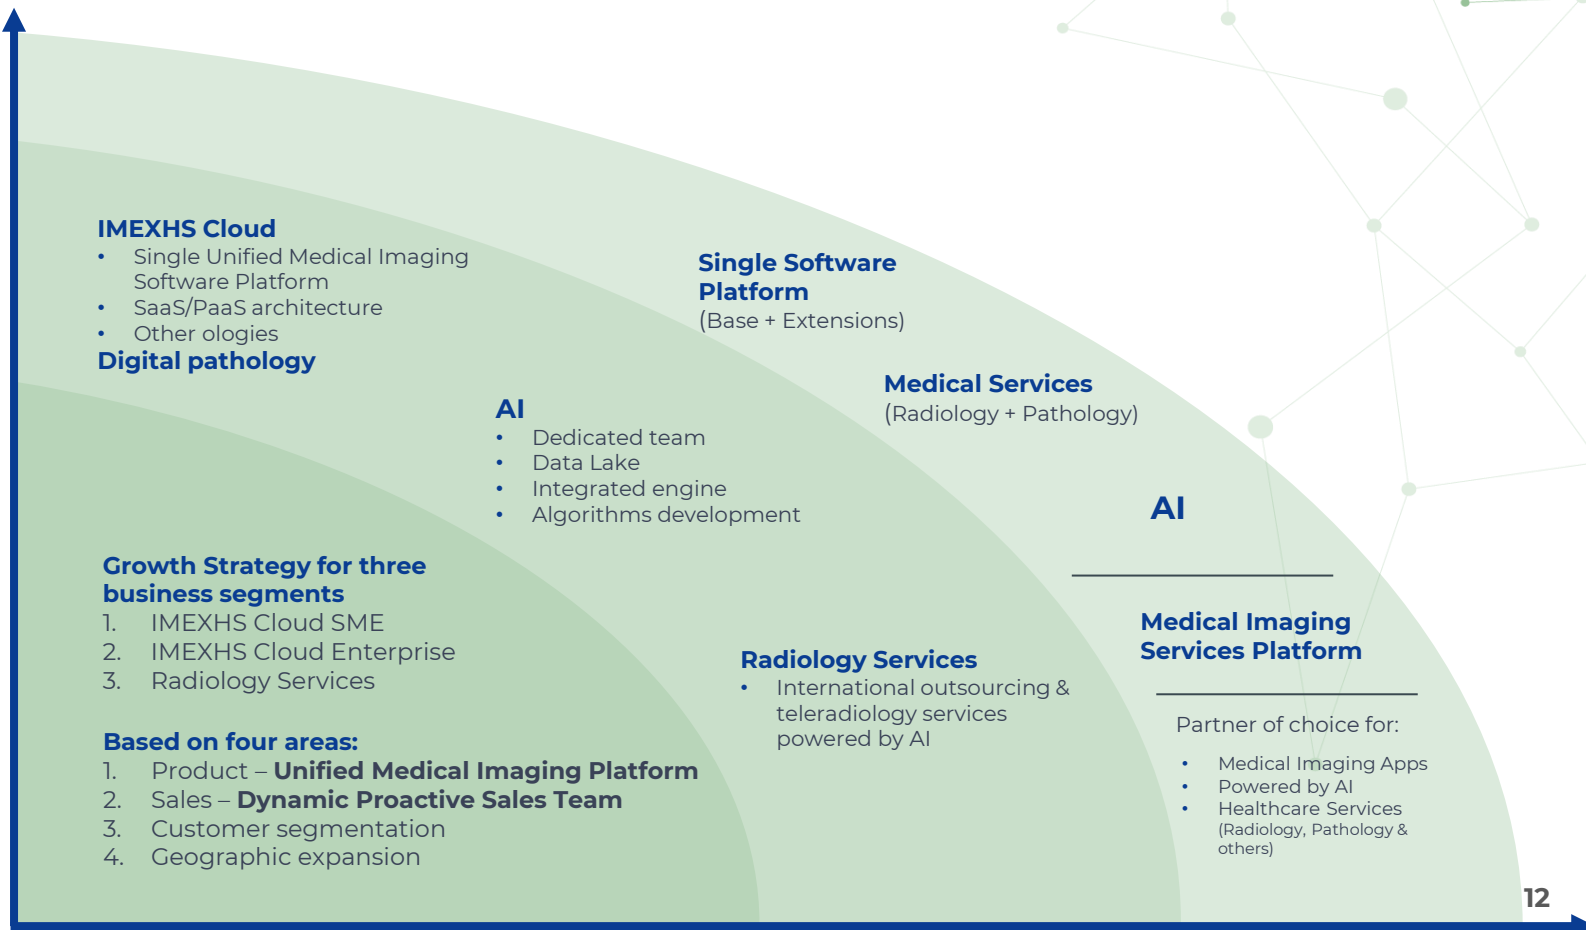 IMEXHS Cloud
• Single Unified Medical Imaging
Software Platform
• SaaS/PaaS architecture
• Other ologies
Digital pathology
AI
• Dedicated team
• Data Lake
• Integrated engine
• Algorithms development
Growth Strategy for three
business segments
1. IMEXHS Cloud SME
2. IMEXHS Cloud Enterprise
3. Radiology Services
Based on four areas:
1. Product – Unified Medical Imaging Platform
2. Sales – Dynamic Proactive Sales Team
3. Customer segmentation
4. Geographic expansion
Radiology Services
• International outsourcing &
teleradiology services
powered by AI
Single Software
Platform
(Base + Extensions)
Medical Services
(Radiology + Pathology)
AI
Medical Imaging
Services Platform
Partner of choice for:
• Medical Imaging Apps
• Powered by AI
• Healthcare Services
(Radiology, Pathology &
others)
12